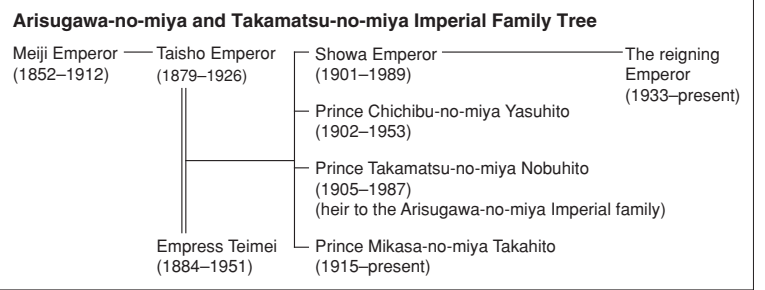 Arisugawa-no-miya and Takamatsu-no-miya Imperial Family Tree
Meiji Emperor
(1852–1912)
Taisho Emperor
(1879–1926)
Showa Emperor
(1901–1989)
The reigning
Emperor
(1933–present)
Prince Chichibu-no-miya Yasuhito
(1902–1953)
Prince Takamatsu-no-miya Nobuhito
(1905–1987)
(heir to the Arisugawa-no-miya Imperial family)
Empress Teimei
(1884–1951)
Prince Mikasa-no-miya Takahito
(1915–present)